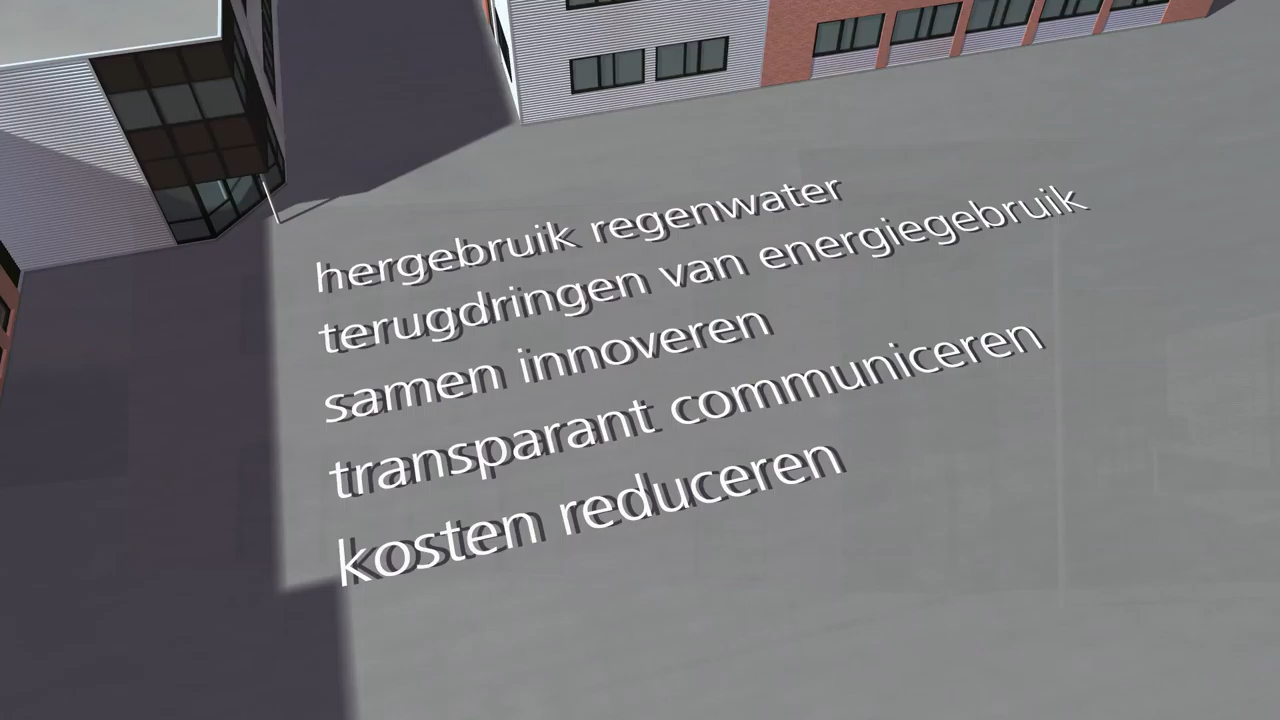 hergebruik regenwater
terugdringen van energiegebruik
samen innoveren
transparant communiceren
kosten reduceren